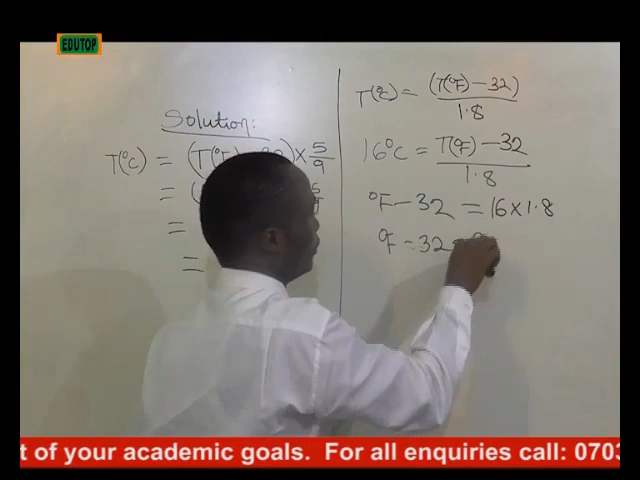 EDUTOP
Solution:
T(°C) = (T(°F) - 32) × 5/9
= (
=
=
T(°C) = (T(°F) - 32) / 1.8
16°C = T(°F) - 32 / 1.8
°F - 32 = 16 × 1.8
°F - 32 =
t of your academic goals. For all enquiries call: 0703